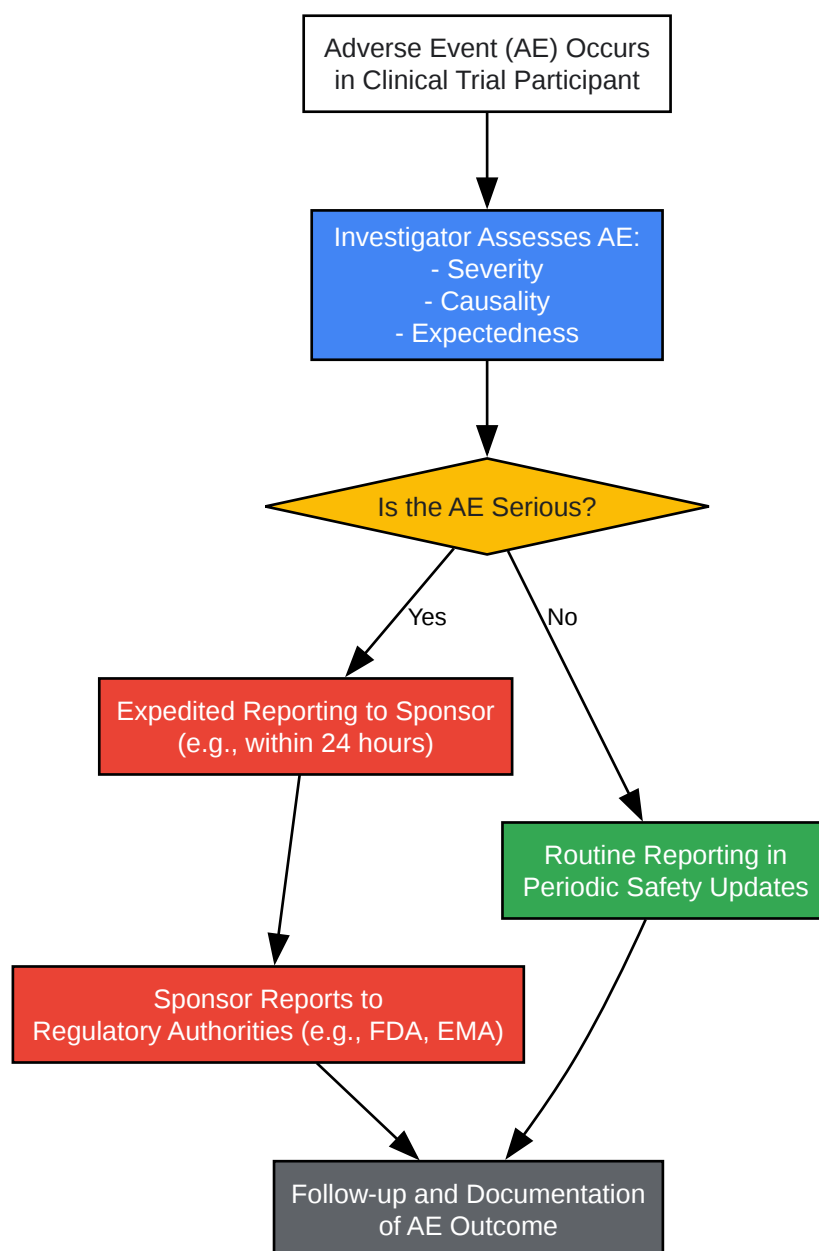 Adverse Event (AE) Occurs
in Clinical Trial Participant
Investigator Assesses AE:
- Severity
- Causality
- Expectedness
Is the AE Serious?
Yes
No
Expedited Reporting to Sponsor
(e.g., within 24 hours)
Routine Reporting in
Periodic Safety Updates
Sponsor Reports to
Regulatory Authorities (e.g., FDA, EMA)
Follow-up and Documentation
of AE Outcome